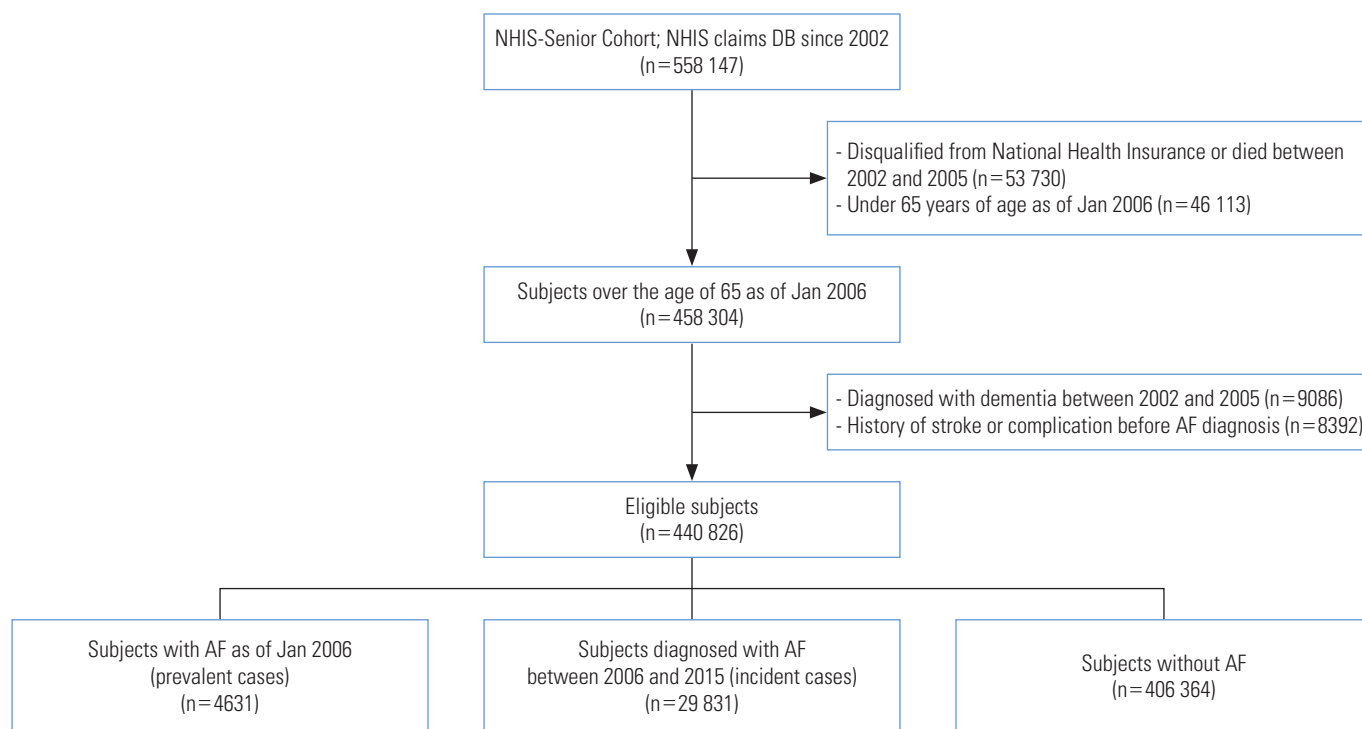 NHIS-Senior Cohort; NHIS claims DB since 2002
(n=558 147)
- Disqualified from National Health Insurance or died between
2002 and 2005 (n=53 730)
- Under 65 years of age as of Jan 2006 (n=46 113)
Subjects over the age of 65 as of Jan 2006
(n=458 304)
- Diagnosed with dementia between 2002 and 2005 (n=9086)
- History of stroke or complication before AF diagnosis (n=8392)
Eligible subjects
(n=440 826)
Subjects with AF as of Jan 2006
(prevalent cases)
(n=4631)
Subjects diagnosed with AF
between 2006 and 2015 (incident cases)
(n=29 831)
Subjects without AF
(n=406 364)